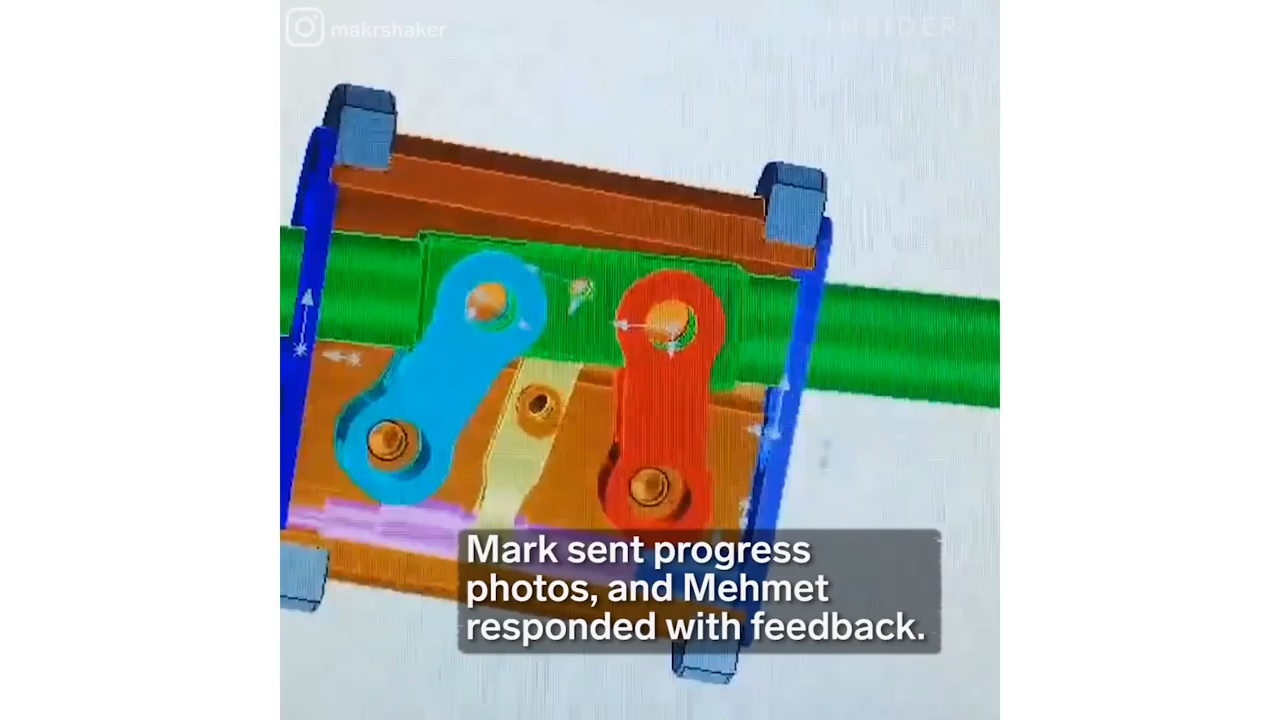 makrshaker
INSIDER
Mark sent progress
photos, and Mehmet
responded with feedback.